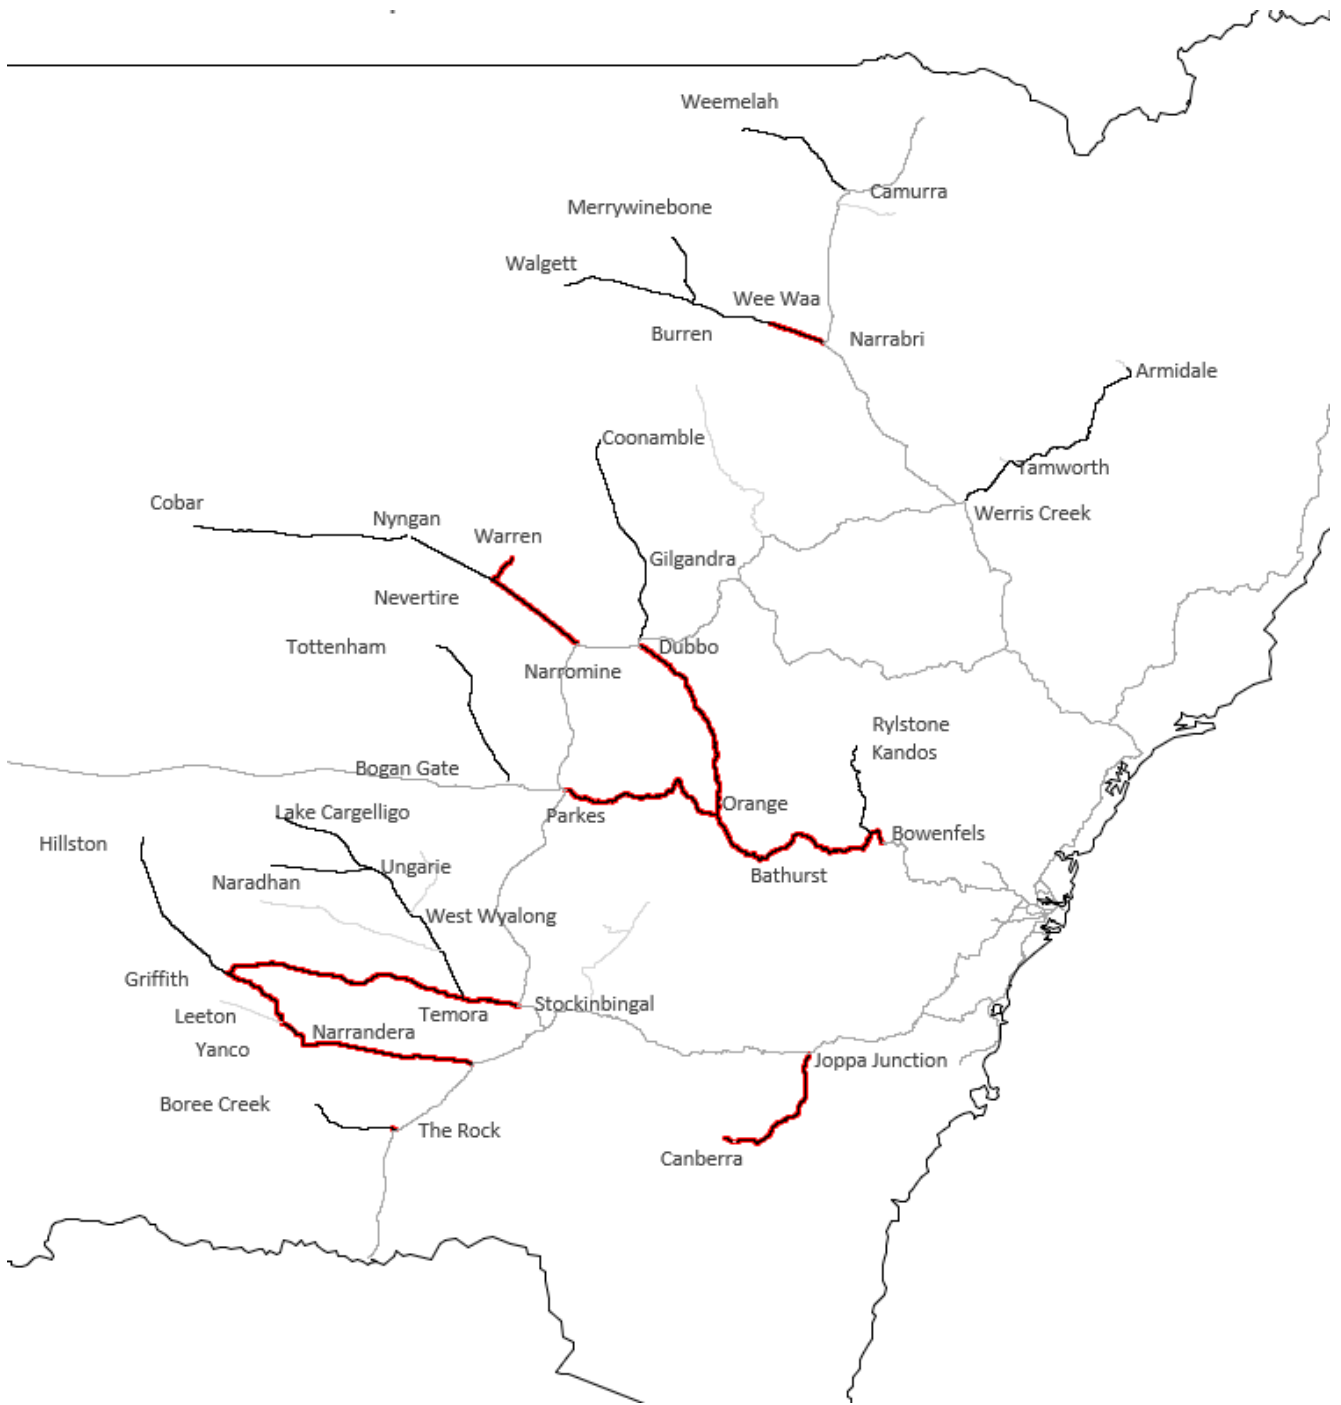 Weemelah
Camurra
Merrywinebone
Walgett
Wee Waa
Burren
Narrabri
Armidale
Coonamble
Tamworth
Cobar
Nyngan
Warren
Werris Creek
Gilgandra
Nevertire
Tottenham
Dubbo
Narromine
Rylstone
Kandos
Bogan Gate
Orange
Lake Cargelligo
Parkes
Bowenfels
Hillston
Ungarie
Naradhan
Bathurst
West Wyalong
Griffith
Stockinbingal
Leeton
Temora
Narrandera
Yanco
Joppa Junction
Boree Creek
The Rock
Canberra